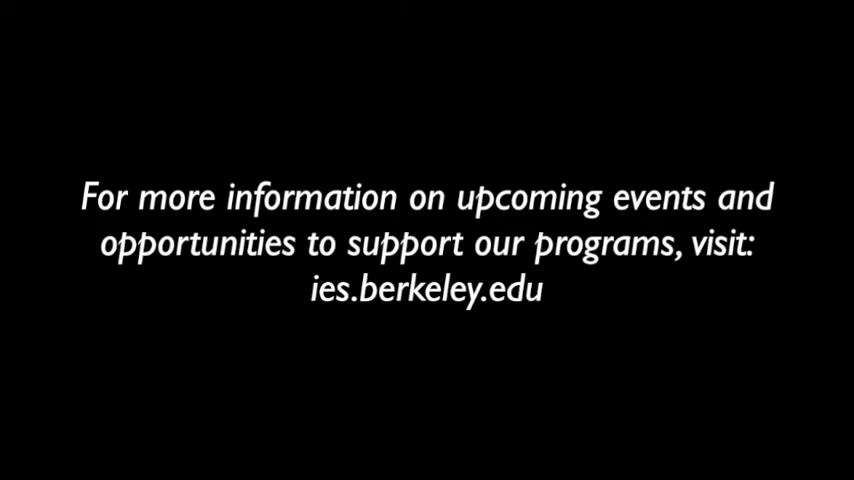 For more information on upcoming events and
opportunities to support our programs, visit:
ies.berkeley.edu